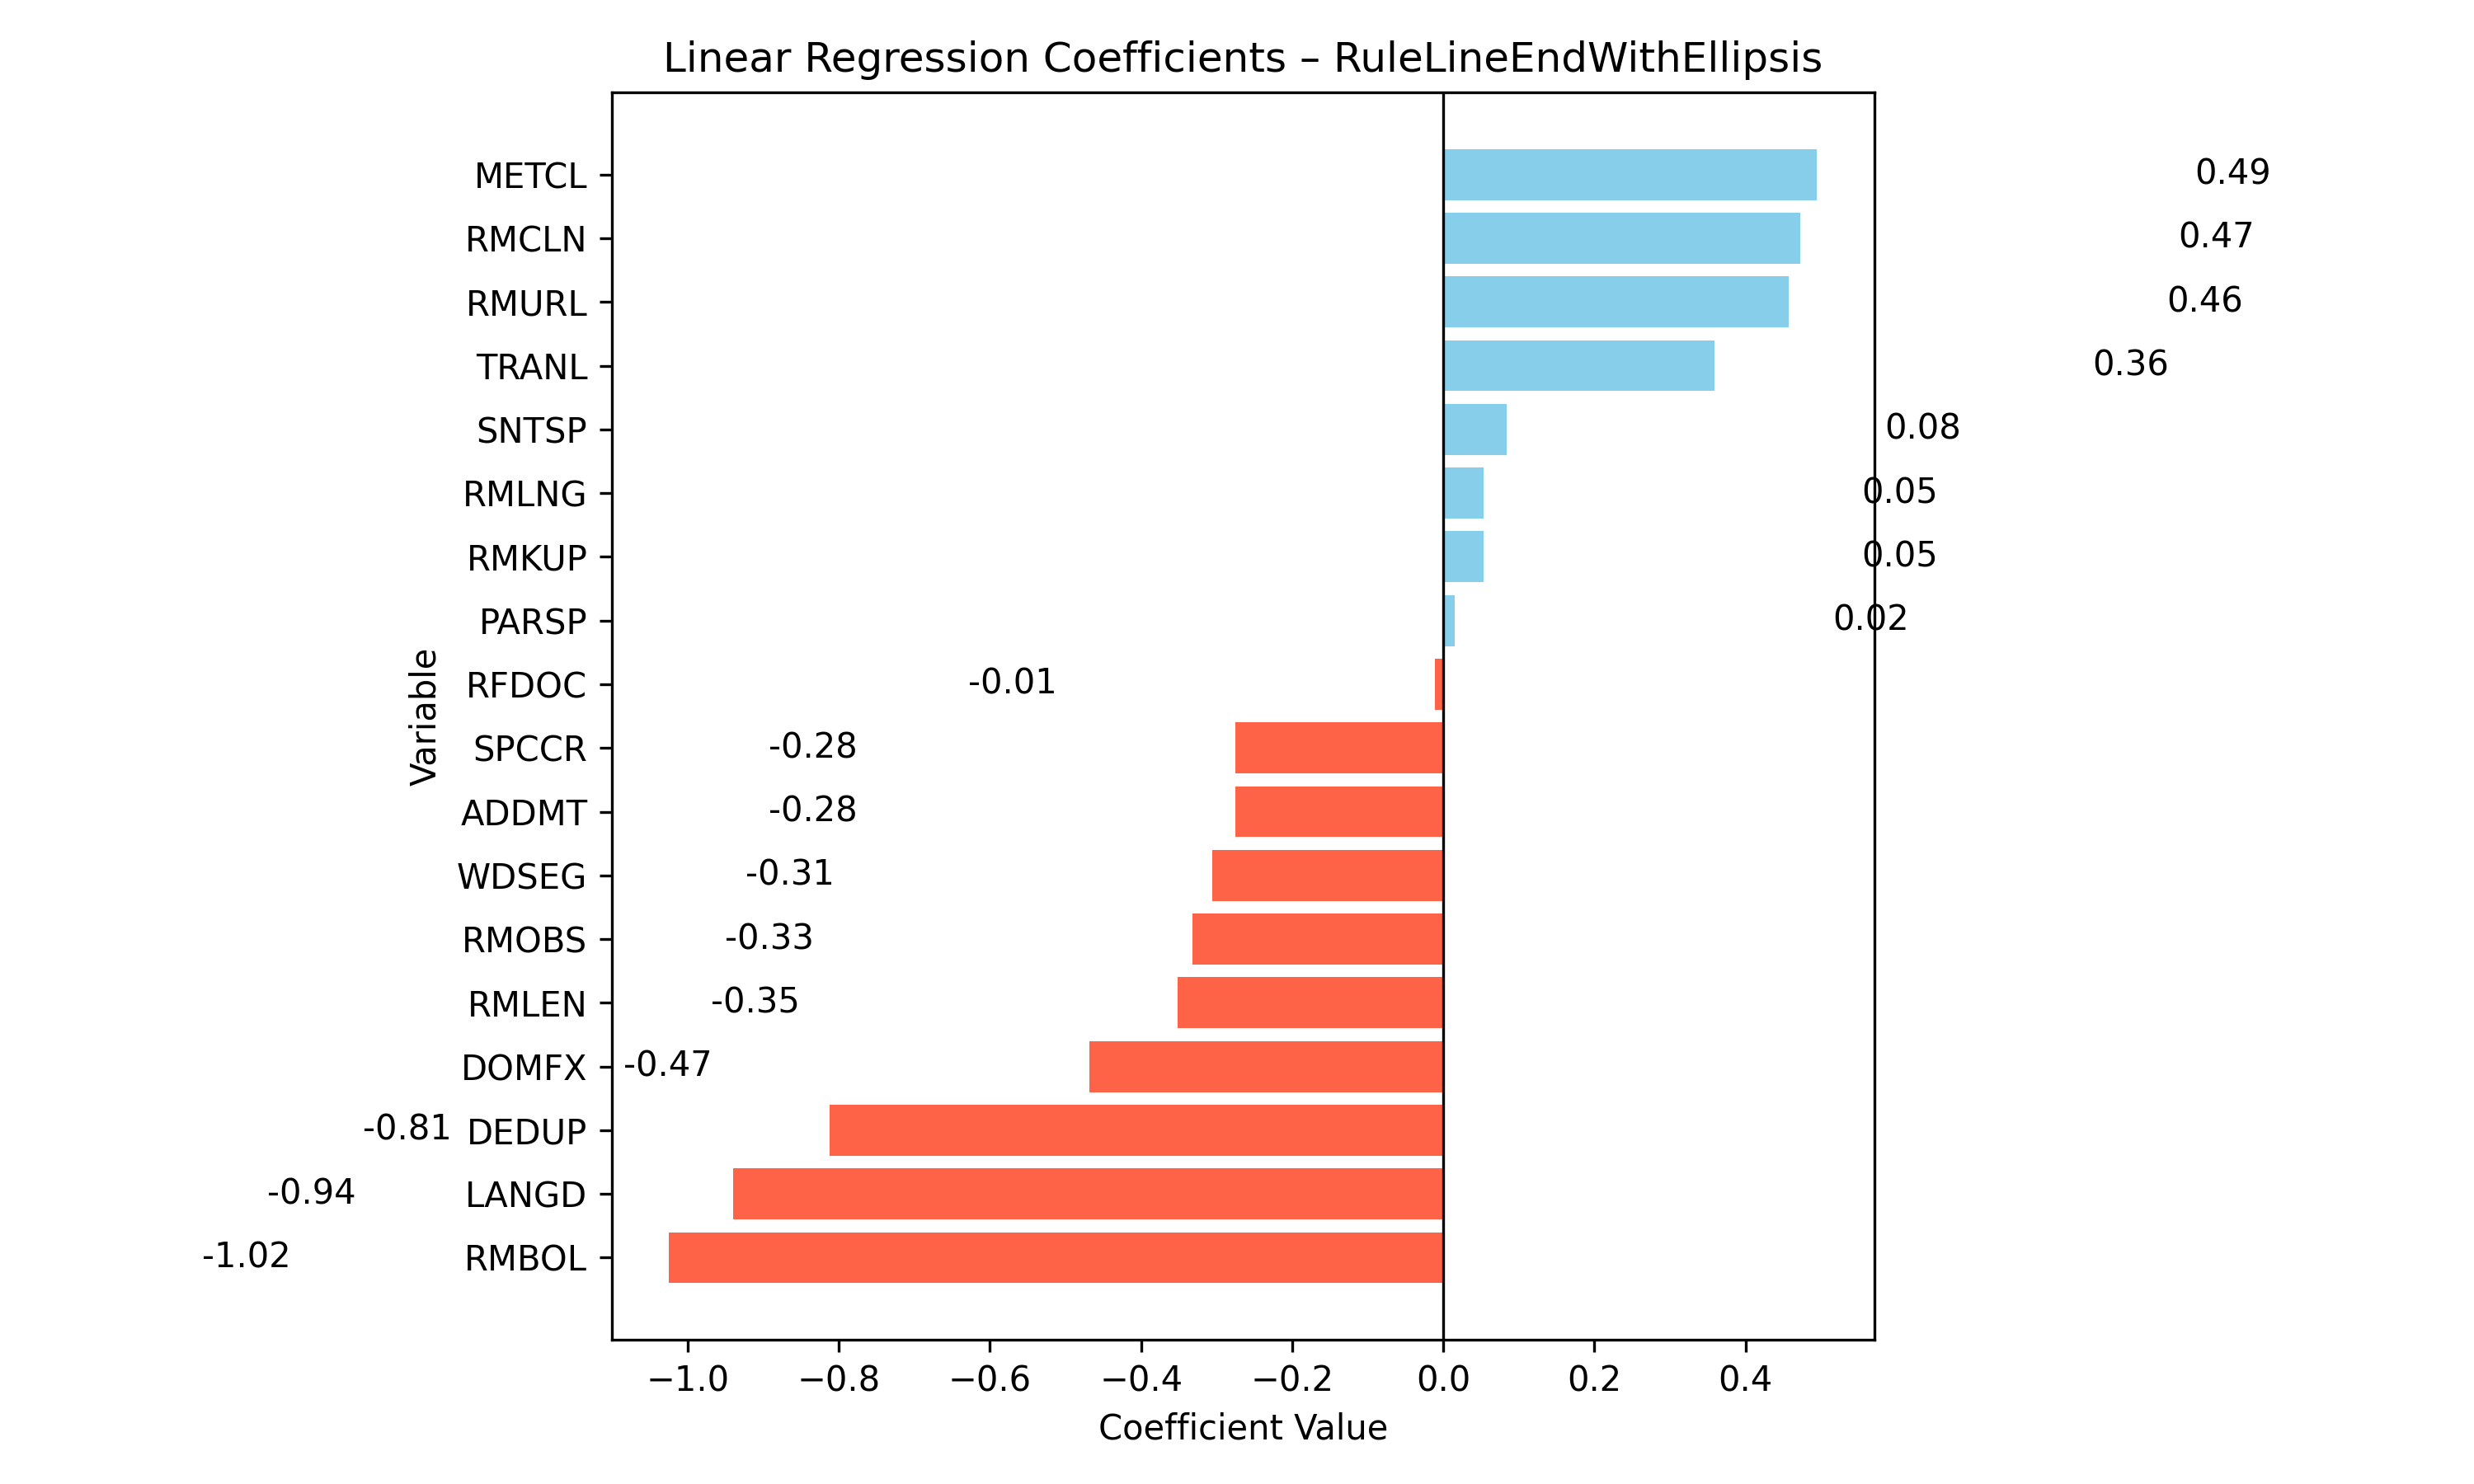 Linear Regression Coefficients – RuleLineEndWithEllipsis
METCL 0.49
RMCLN 0.47
RMURL 0.46
TRANL 0.36
SNTSP 0.08
RMLNG 0.05
RMKUP 0.05
PARSP 0.02
Variable
RFDOC -0.01
SPCCR -0.28
ADDMT -0.28
WDSEG -0.31
RMOBS -0.33
RMLEN -0.35
DOMFX -0.47
-0.81 DEDUP
-0.94 LANGD
-1.02 RMBOL
−1.0 −0.8 −0.6 −0.4 −0.2 0.0 0.2 0.4
Coefficient Value